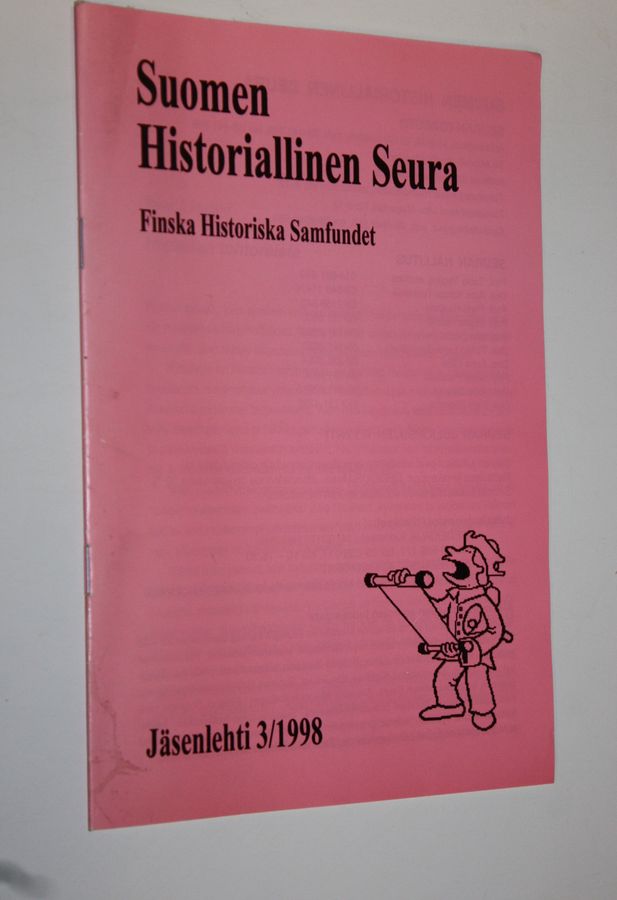 Suomen
Historiallinen Seura
Finska Historiska Samfundet
Jäsenlehti 3/1998